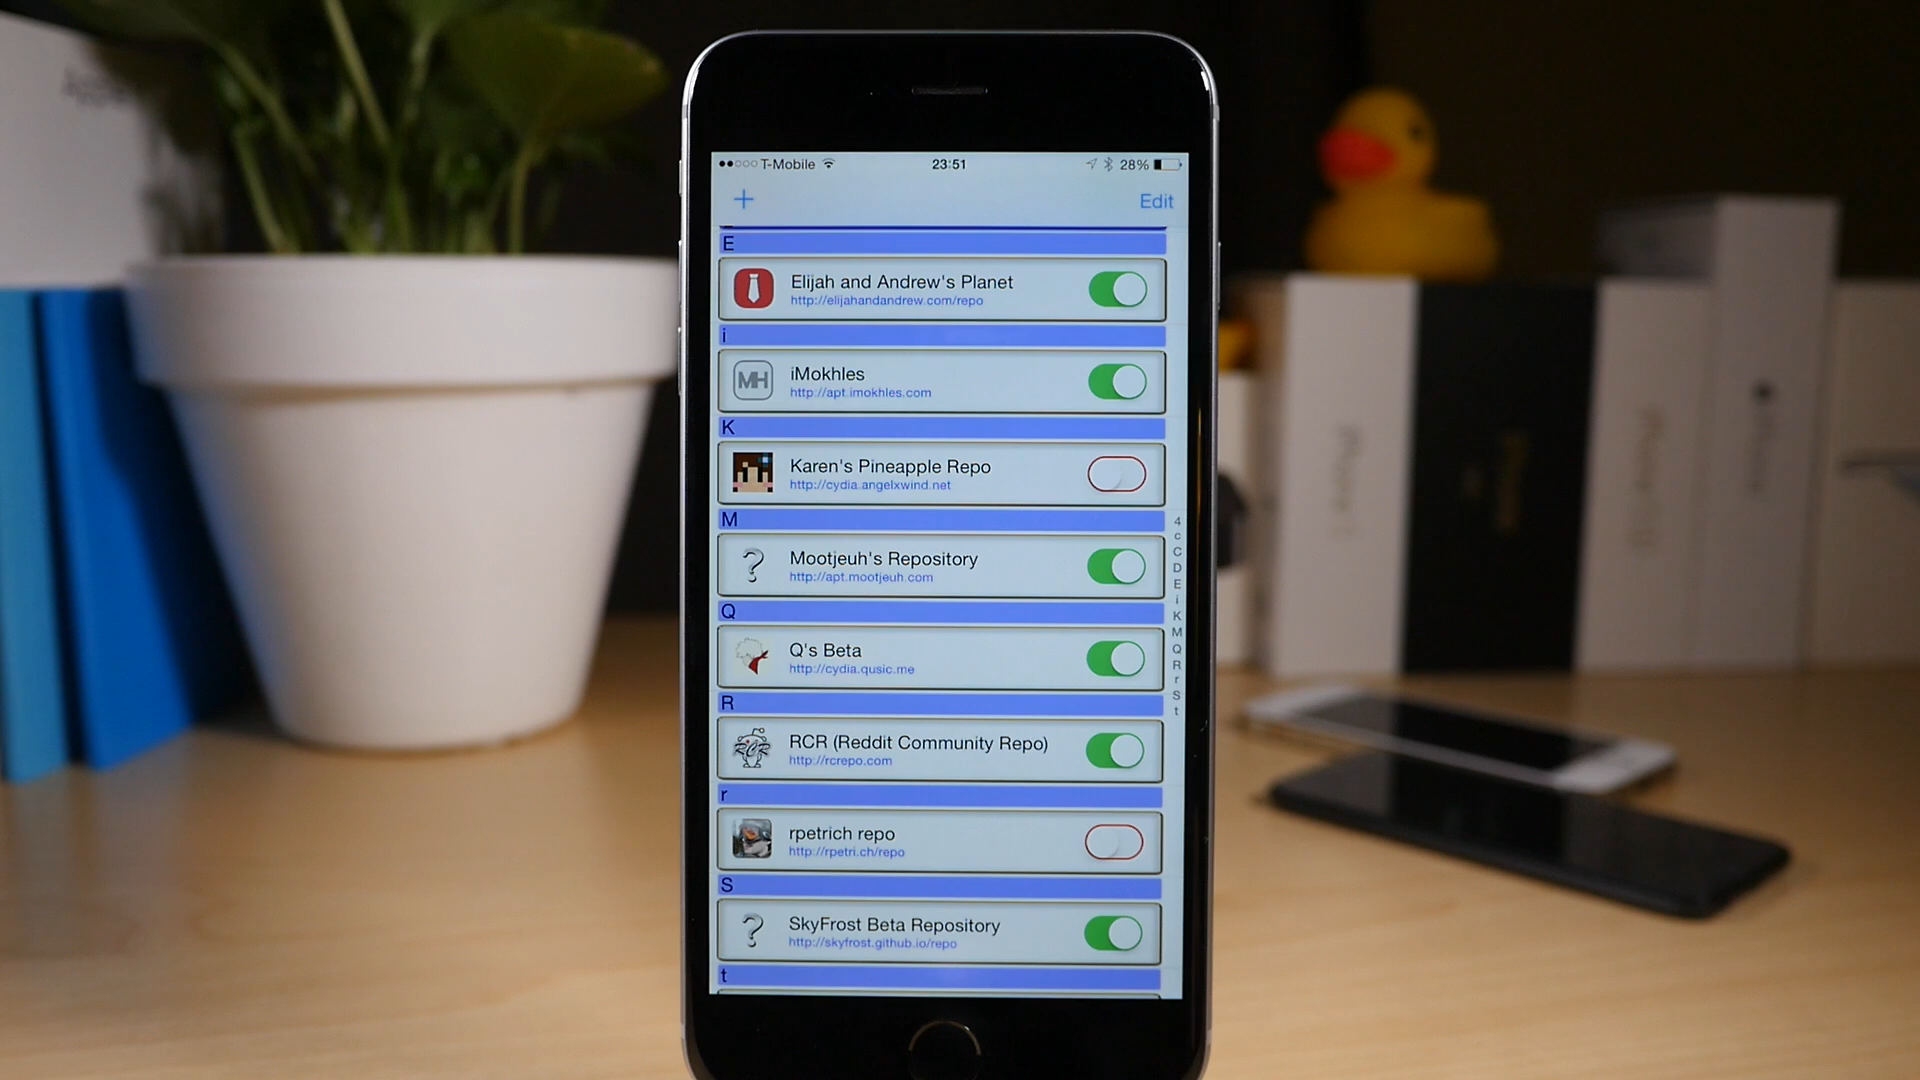 T-Mobile 23:51 28%
+ Edit
E
Elijah and Andrew's Planet
http://elijahandandrew.com/repo
i
MH
iMokhles
http://apt.imokhles.com
K
Karen's Pineapple Repo
http://cydia.angelxwind.net
M
?
Mootjeuh's Repository
http://apt.mootjeuh.com
Q
Q's Beta
http://cydia.qusic.me
R
RCR
RCR (Reddit Community Repo)
http://rcrepo.com
r
rpetrich repo
http://rpetri.ch/repo
S
?
SkyFrost Beta Repository
http://skyfrost.github.io/repo
t
4
c
C
D
E
i
K
M
Q
R
r
S
t